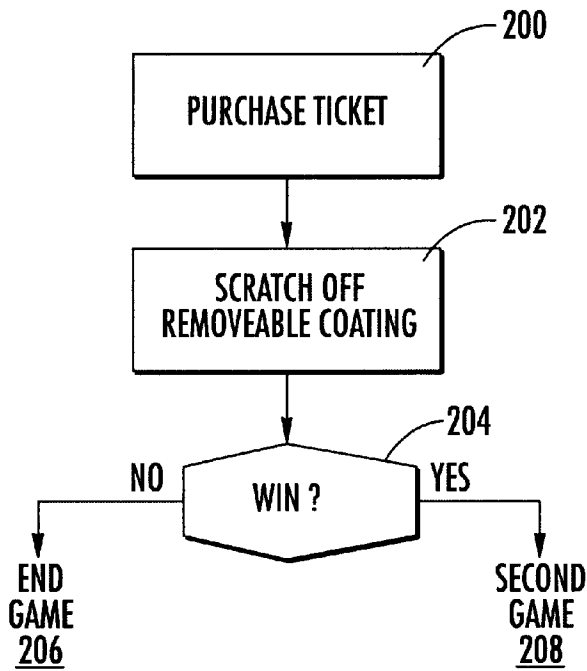 200
PURCHASE TICKET
202
SCRATCH OFF
REMOVEABLE COATING
204
NO
WIN ?
YES
END
GAME
206
SECOND
GAME
208